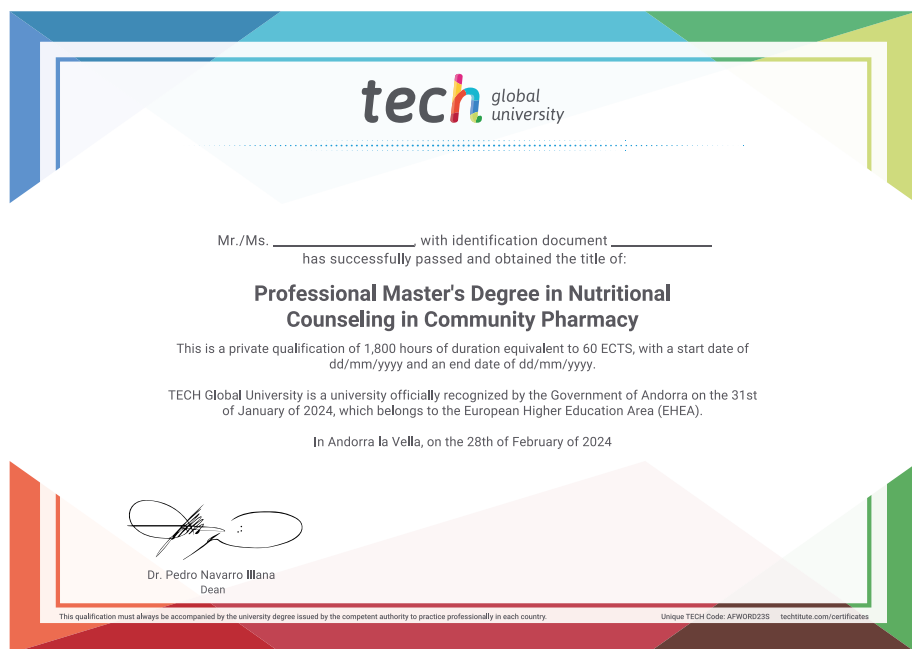 tech global
university
Mr./Ms. ____________, with identification document ____________
has successfully passed and obtained the title of:
Professional Master's Degree in Nutritional
Counseling in Community Pharmacy
This is a private qualification of 1,800 hours of duration equivalent to 60 ECTS, with a start date of
dd/mm/yyyy and an end date of dd/mm/yyyy.
TECH Global University is a university officially recognized by the Government of Andorra on the 31st
of January of 2024, which belongs to the European Higher Education Area (EHEA).
In Andorra la Vella, on the 28th of February of 2024
Dr. Pedro Navarro Illana
Dean
This qualification must always be accompanied by the university degree issued by the competent authority to practice professionally in each country.
Unique TECH Code: AFWORD23S techtitute.com/certificates